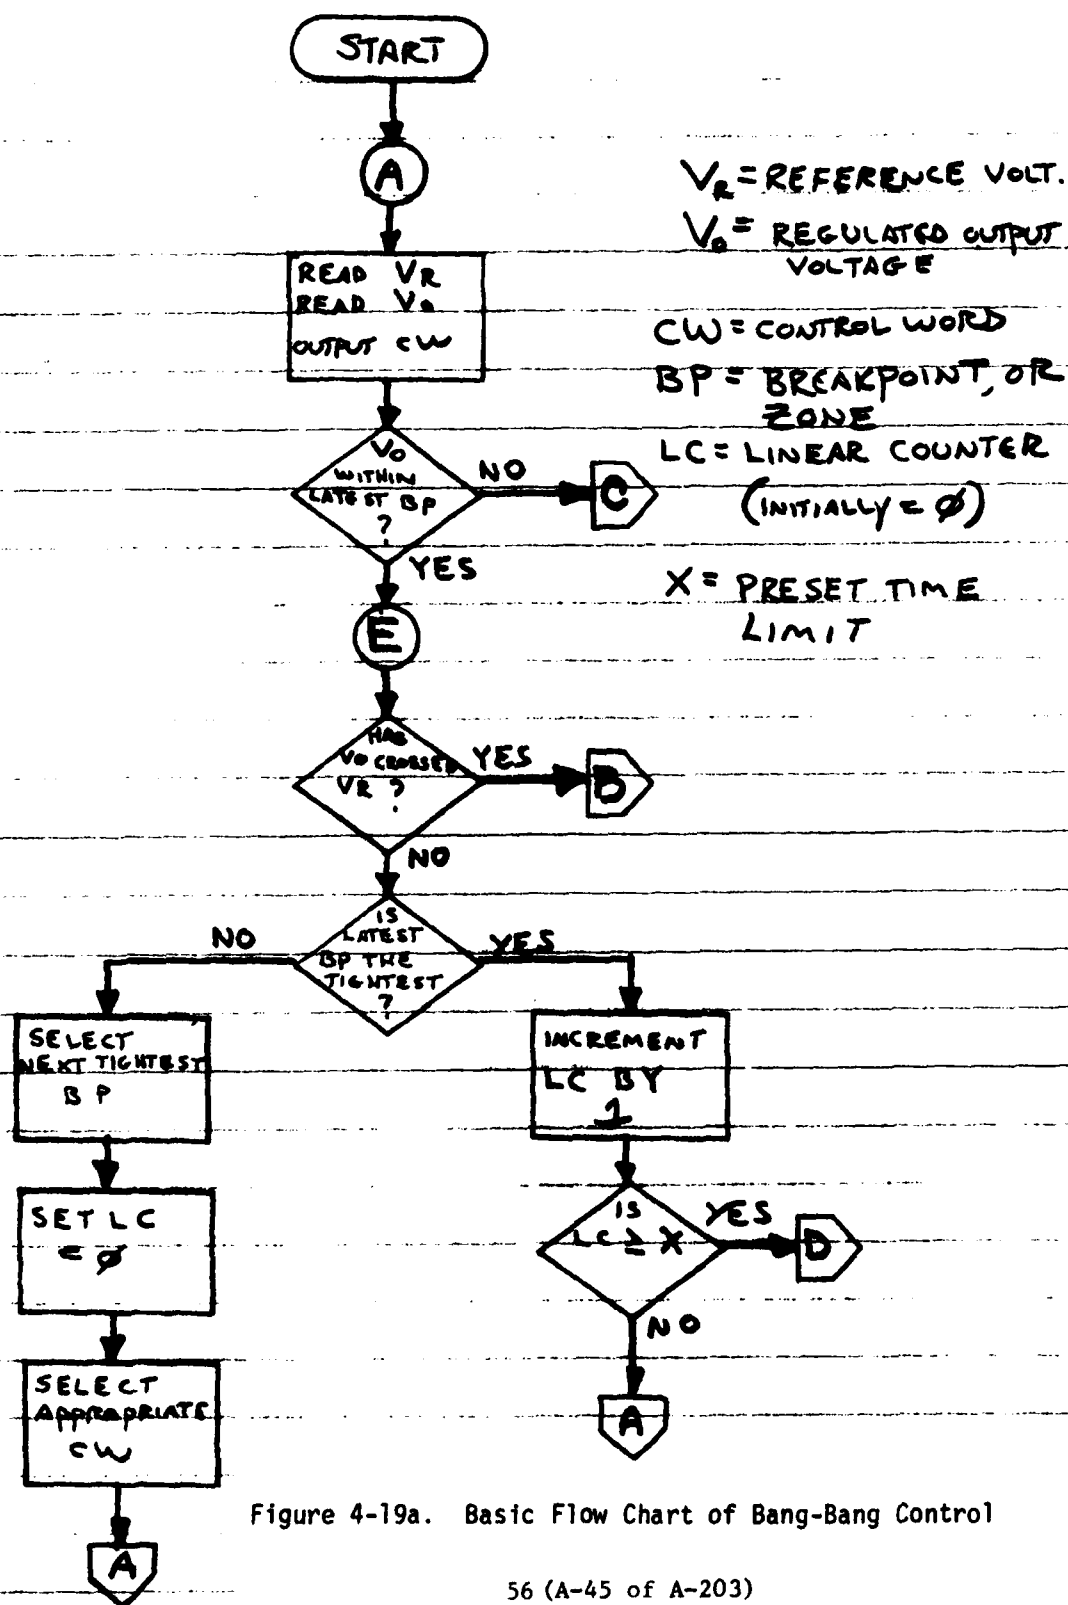 START
A
V_R = REFERENCE VOLT.
V_O = REGULATED OUTPUT
VOLTAGE
CW = CONTROL WORD
BP = BREAKPOINT, OR
ZONE
LC = LINEAR COUNTER
(INITIALLY = Ø)
X = PRESET TIME
LIMIT
READ VR
READ VO
OUTPUT CW
VO
WITHIN
LATEST BP
?
NO
C
YES
E
HAS
VO CROSSED
VR ?
YES
B
NO
IS
LATEST
BP THE
TIGHTEST
?
NO
YES
SELECT
NEXT TIGHTEST
BP
SET LC
= Ø
SELECT
APPROPRIATE
CW
A
INCREMENT
LC BY
1
IS
LC ≥ X
YES
D
NO
A
Figure 4-19a. Basic Flow Chart of Bang-Bang Control
56 (A-45 of A-203)